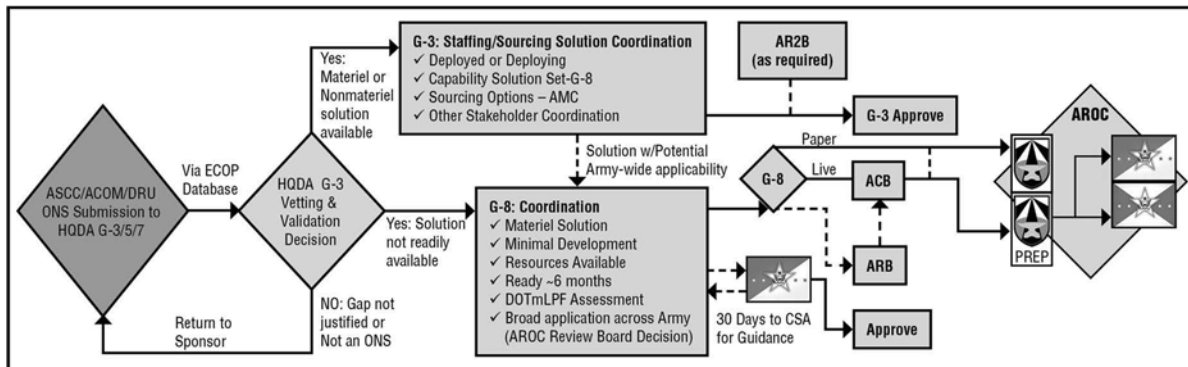 ASCC/ACOM/DRU
ONS Submission to
HQDA G-3/5/7
Via ECOP
Database
HQDA G-3
Vetting &
Validation
Decision
Yes:
Materiel or
Nonmateriel
solution
available
Yes: Solution
not readily
available
NO: Gap not
justified or
Not an ONS
Return to
Sponsor
G-3: Staffing/Sourcing Solution Coordination
✓ Deployed or Deploying
✓ Capability Solution Set-G-8
✓ Sourcing Options – AMC
✓ Other Stakeholder Coordination
AR2B
(as required)
G-3 Approve
Solution w/Potential
Army-wide applicability
G-8: Coordination
✓ Materiel Solution
✓ Minimal Development
✓ Resources Available
✓ Ready ~6 months
✓ DOTmLPF Assessment
✓ Broad application across Army
(AROC Review Board Decision)
G-8
Paper
Live
ACB
ARB
30 Days to CSA
for Guidance
Approve
AROC
PREP